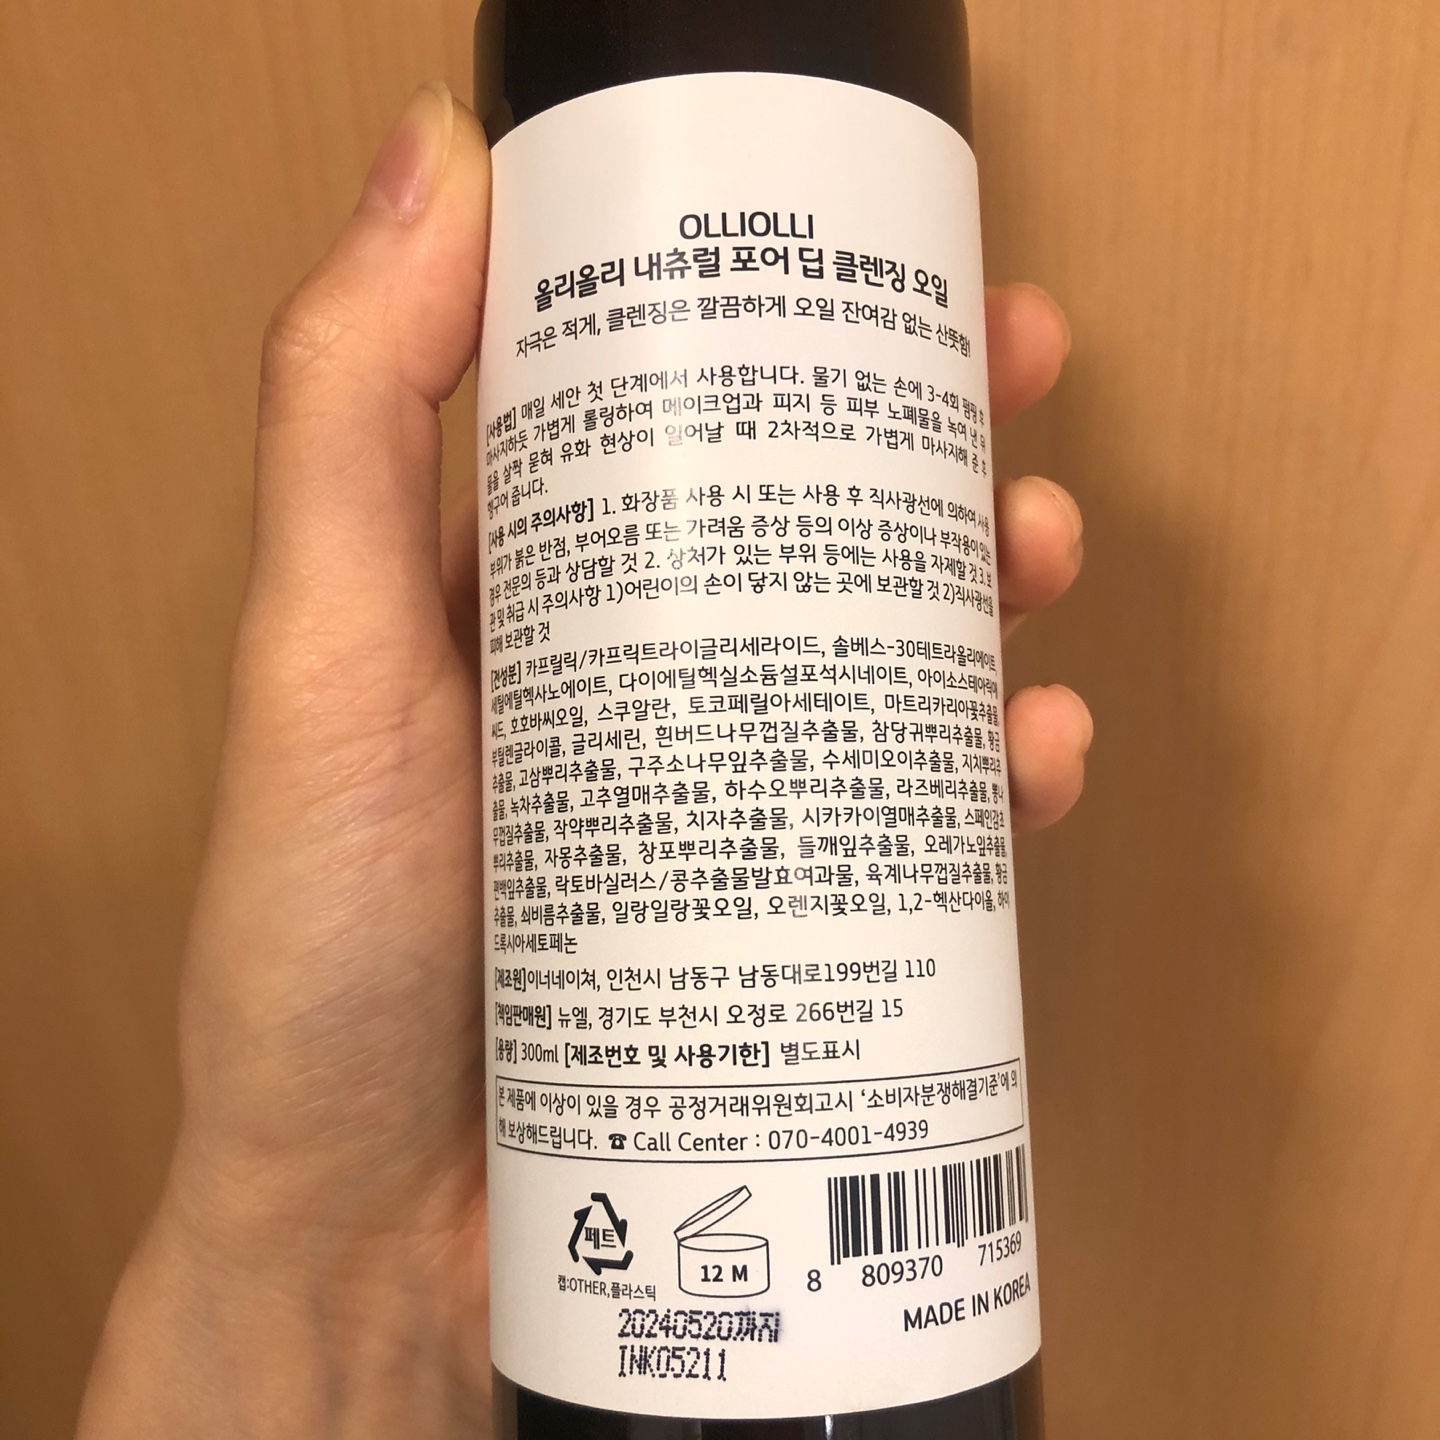 OLLIOLLI
올리올리 내츄럴 포어 딥 클렌징 오일
자극은 적게, 클렌징은 깔끔하게 오일 잔여감 없는 산뜻함!
[사용법] 매일 세안 첫 단계에서 사용합니다. 물기 없는 손에 3-4회 펌핑 후
마사지하듯 가볍게 롤링하여 메이크업과 피지 등 피부 노폐물을 녹여 낸 뒤
물을 살짝 묻혀 유화 현상이 일어날 때 2차적으로 가볍게 마사지해 준 후
헹구어 줍니다.
[사용 시의 주의사항] 1. 화장품 사용 시 또는 사용 후 직사광선에 의하여 사용
부위가 붉은 반점, 부어오름 또는 가려움 증상 등의 이상 증상이나 부작용이 있는
경우 전문의 등과 상담할 것 2. 상처가 있는 부위 등에는 사용을 자제할 것 3. 보
관 및 취급 시 주의사항 1)어린이의 손이 닿지 않는 곳에 보관할 것 2)직사광선을
피해 보관할 것
[전성분] 카프릴릭/카프릭트라이글리세라이드, 솔베스-30테트라올리에이트,
세틸에틸헥사노에이트, 다이에틸헥실소듐설포석시네이트, 아이소스테아릭애
씨드, 호호바씨오일, 스쿠알란, 토코페릴아세테이트, 마트리카리아꽃추출물,
부틸렌글라이콜, 글리세린, 흰버드나무껍질추출물, 참당귀뿌리추출물, 황금
추출물, 고삼뿌리추출물, 구주소나무잎추출물, 수세미오이추출물, 지치뿌리추
출물, 녹차추출물, 고추열매추출물, 하수오뿌리추출물, 라즈베리추출물, 뽕나
무껍질추출물, 작약뿌리추출물, 치자추출물, 시카카이열매추출물, 스페인감초
뿌리추출물, 자몽추출물, 창포뿌리추출물, 들깨잎추출물, 오레가노잎추출물,
편백잎추출물, 락토바실러스/콩추출물발효여과물, 육계나무껍질추출물, 황금
추출물, 쇠비름추출물, 일랑일랑꽃오일, 오렌지꽃오일, 1,2-헥산다이올, 하이
드록시아세토페논
[제조원]이너네이쳐, 인천시 남동구 남동대로199번길 110
[책임판매원] 뉴엘, 경기도 부천시 오정로 266번길 15
[용량] 300ml [제조번호 및 사용기한] 별도표시
본 제품에 이상이 있을 경우 공정거래위원회고시 ‘소비자분쟁해결기준’에 의
해 보상해드립니다. ☎ Call Center : 070-4001-4939
페트
캡:OTHER,플라스틱
12 M
8 809370 715369
MADE IN KOREA
20240520까지
INK05211